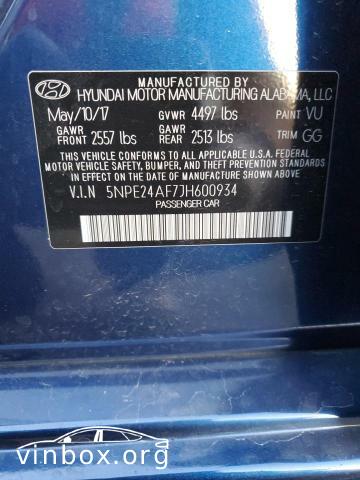 MANUFACTURED BY
HYUNDAI MOTOR MANUFACTURING ALABAMA, LLC
May/10/17 GVWR 4497 lbs PAINT VU
GAWR FRONT 2557 lbs GAWR REAR 2513 lbs TRIM GG
THIS VEHICLE CONFORMS TO ALL APPLICABLE U.S.A. FEDERAL
MOTOR VEHICLE SAFETY, BUMPER, AND THEFT PREVENTION STANDARDS
IN EFFECT ON THE DATE OF MANUFACTURE SHOWN ABOVE.
V.I.N 5NPE24AF7JH600934
PASSENGER CAR
vinbox.org